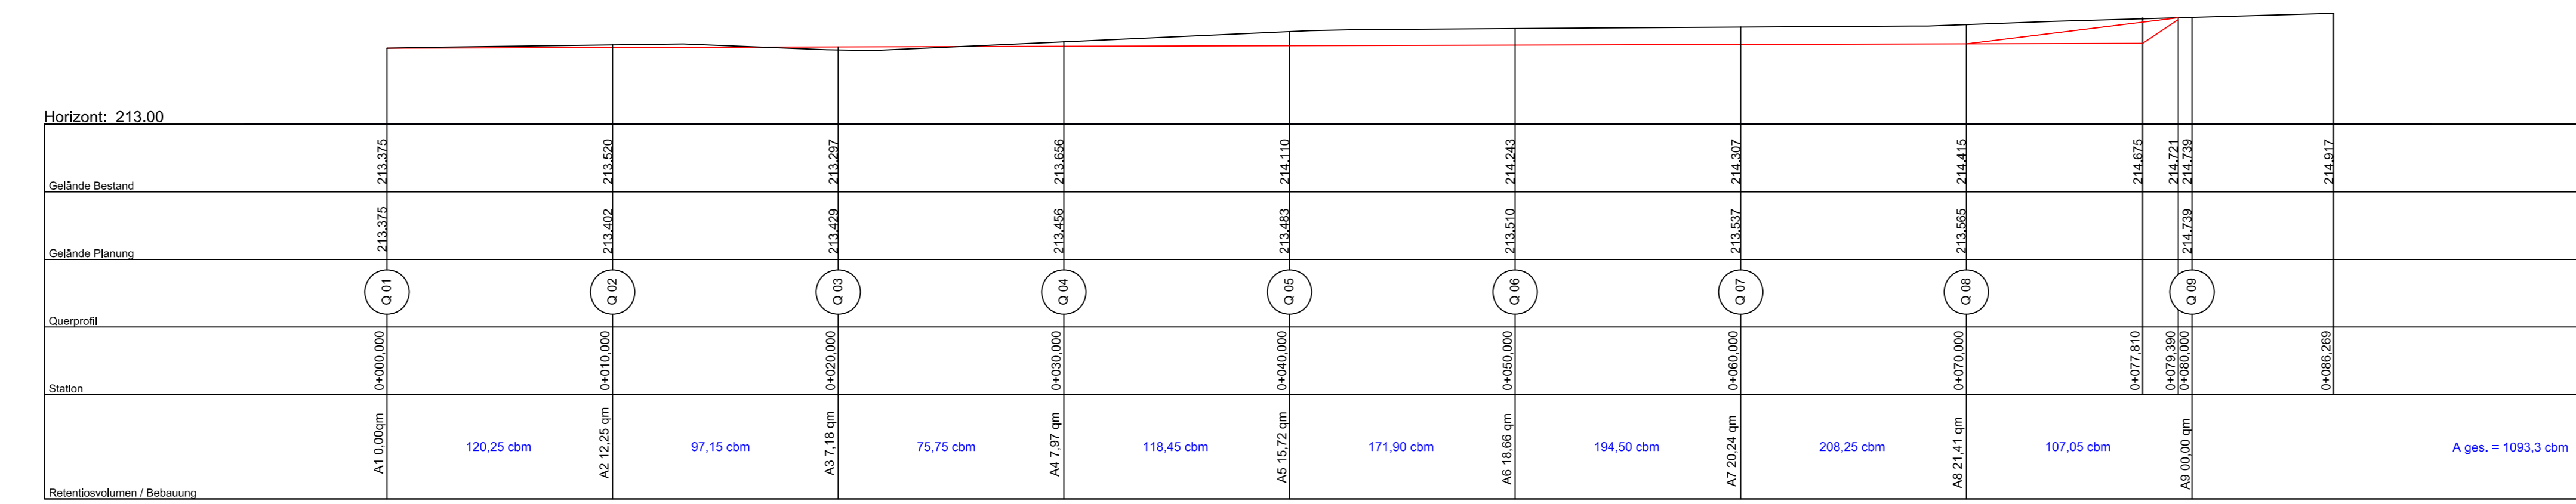 Horizont: 213.00
Gelände Bestand
213.375
213.520
213.297
213.656
214.110
214.243
214.307
214.415
214.675
214.721
214.739
214.917
Gelände Planung
213.375
213.402
213.429
213.456
213.483
213.510
213.537
213.565
214.739
Querprofil
Q 01
Q 02
Q 03
Q 04
Q 05
Q 06
Q 07
Q 08
Q 09
Station
0+000,000
0+010,000
0+020,000
0+030,000
0+040,000
0+050,000
0+060,000
0+070,000
0+077,810
0+079,390
0+080,000
0+086,269
Retentiosvolumen / Bebauung
A1 0,00qm
120,25 cbm
A2 12,25 qm
97,15 cbm
A3 7,18 qm
75,75 cbm
A4 7,97 qm
118,45 cbm
A5 15,72 qm
171,90 cbm
A6 18,66 qm
194,50 cbm
A7 20,24 qm
208,25 cbm
A8 21,41 qm
107,05 cbm
A9 00,00 qm
A ges. = 1093,3 cbm